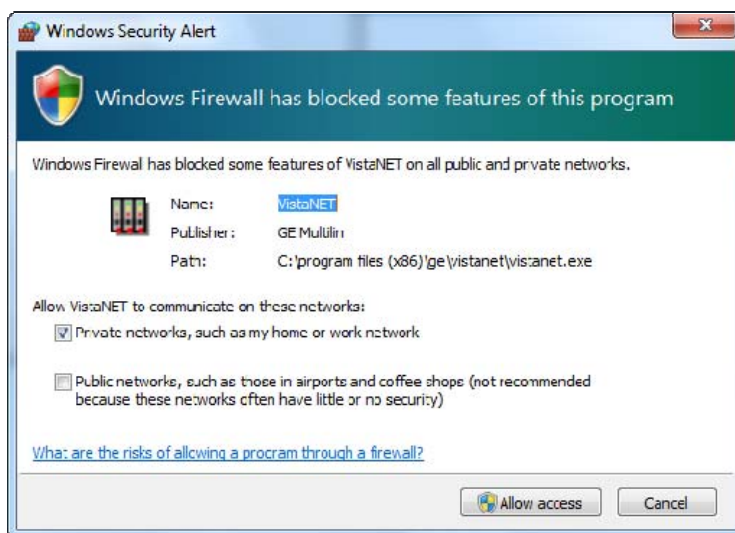 Windows Security Alert
Windows Firewall has blocked some features of this program
Windows Firewall has blocked some features of VistaNET on all public and private networks.
Name: VistaNET
Publisher: GE Multilin
Path: C:\program files (x86)\ge\vistanet\vistanet.exe
Allow VistaNET to communicate on these networks:
Private networks, such as my home or work network
Public networks, such as those in airports and coffee shops (not recommended
because these networks often have little or no security)
What are the risks of allowing a program through a firewall?
Allow access Cancel